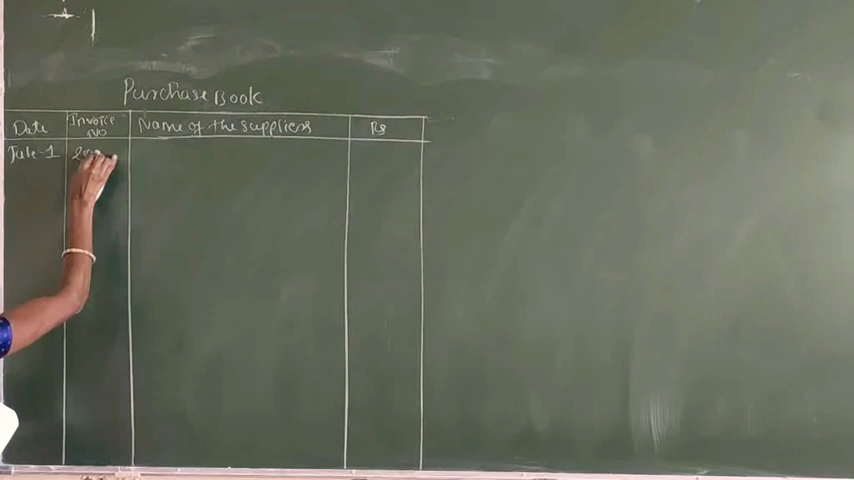 Purchase Book
Date Invoice No Name of the suppliers Rs
July-1